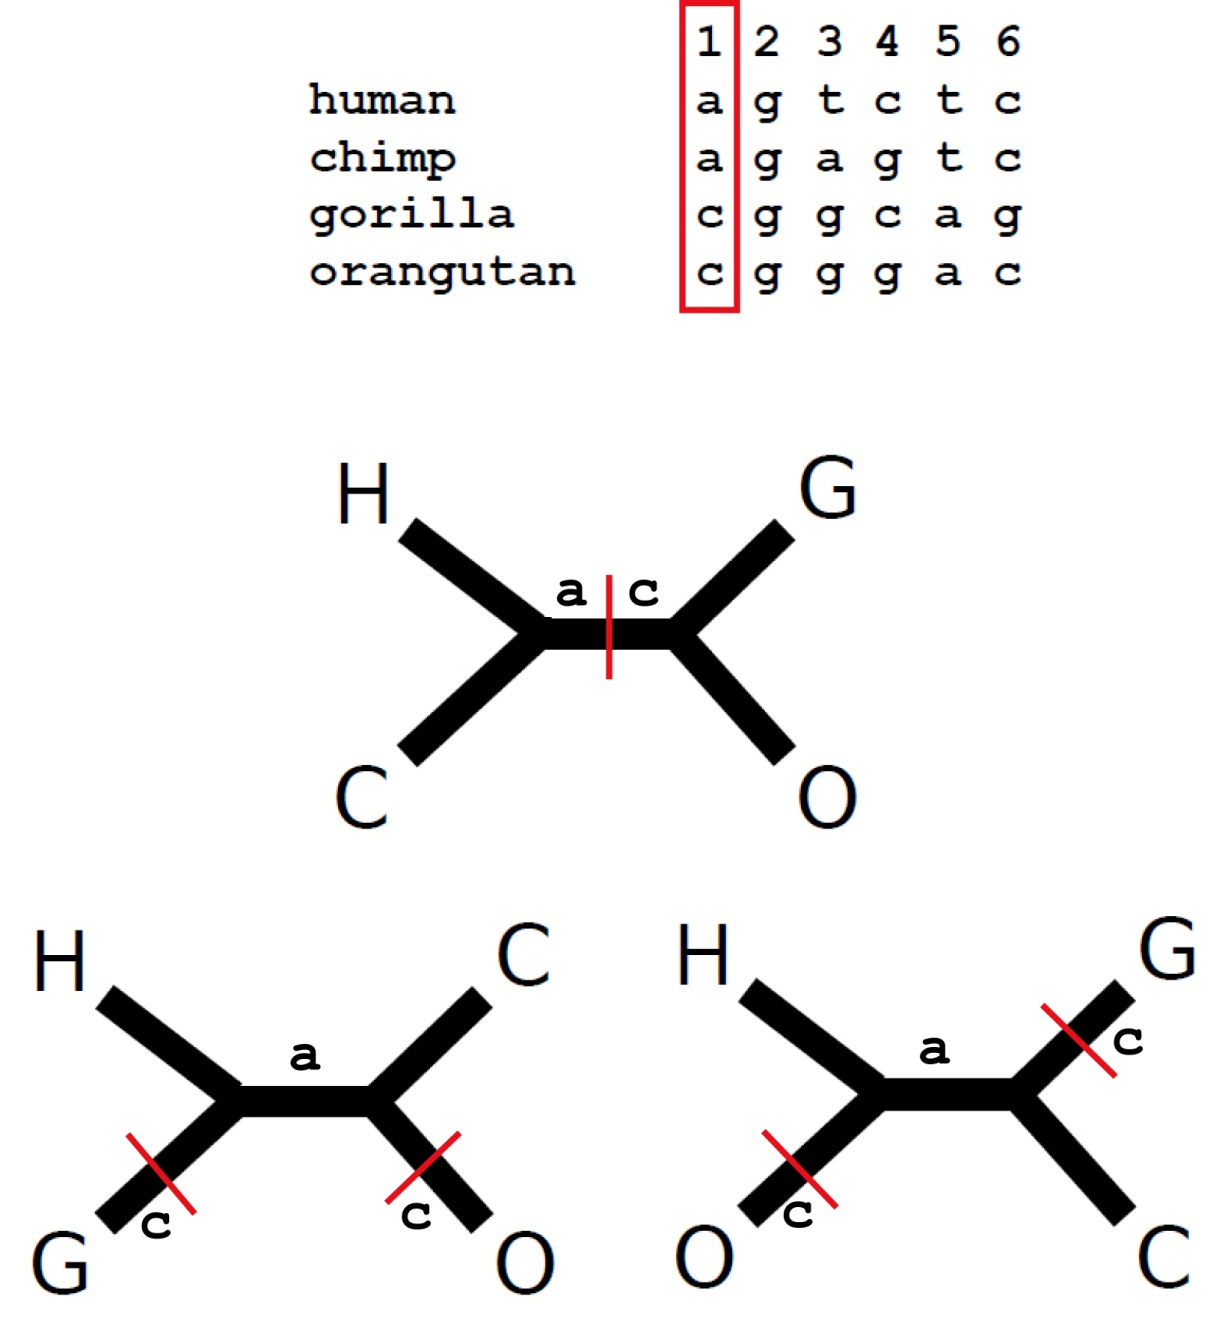 1 2 3 4 5 6
human a g t c t c
chimp a g a g t c
gorilla c g g c a g
orangutan c g g g a c
H G
a c
C O
H C
a
c c
G O
H G
a c
c
O C